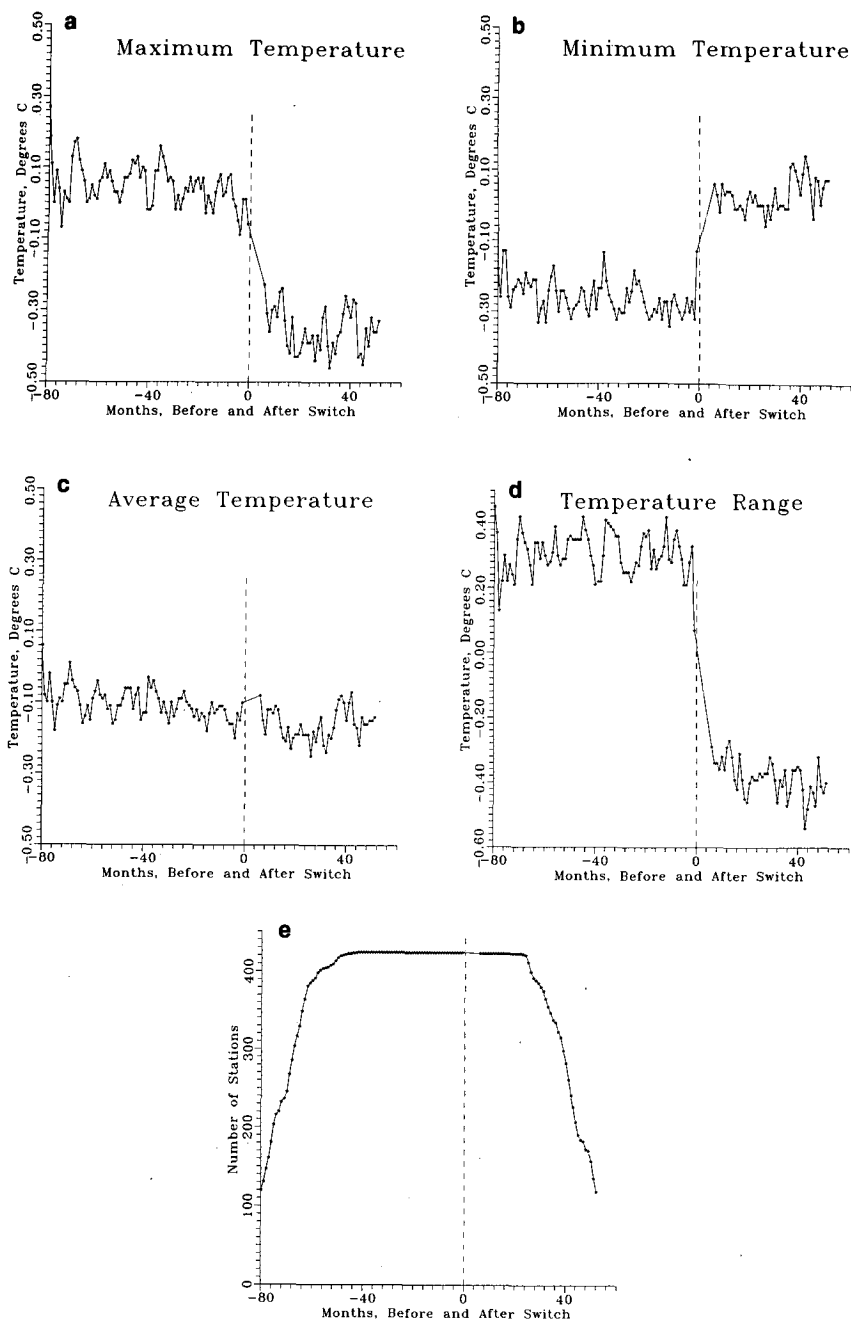 a
Maximum Temperature
Temperature, Degrees C
0.50
0.30
0.10
-0.10
-0.30
-0.50
-80
-40
0
40
Months, Before and After Switch
b
Minimum Temperature
Temperature, Degrees C
0.50
0.30
0.10
-0.10
-0.30
-0.50
-80
-40
0
40
Months, Before and After Switch
c
Average Temperature
Temperature, Degrees C
0.50
0.30
0.10
-0.10
-0.30
-0.50
-80
-40
0
40
Months, Before and After Switch
d
Temperature Range
Temperature, Degrees C
0.40
0.20
0.00
-0.20
-0.40
-0.60
-80
-40
0
40
Months, Before and After Switch
e
Number of Stations
400
300
200
100
0
-80
-40
0
40
Months, Before and After Switch